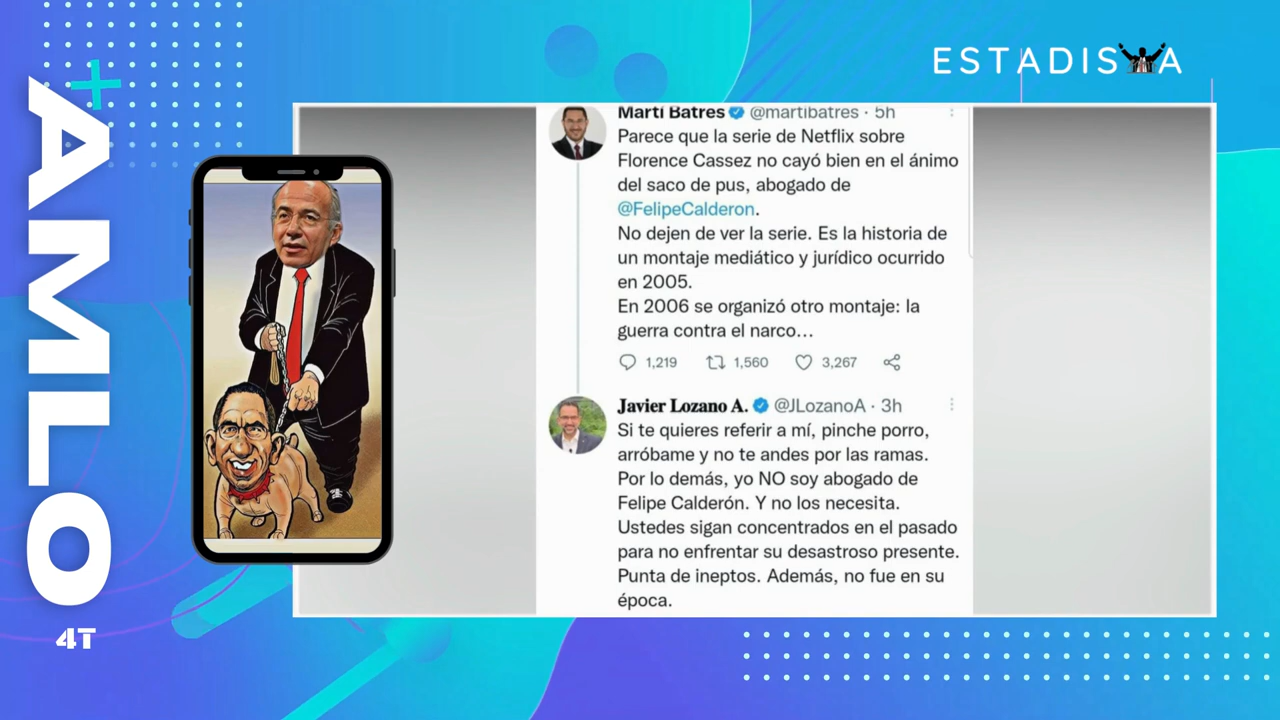 AMLO
4T
ESTADISTA
Martí Batres @martibatres · 5h
Parece que la serie de Netflix sobre
Florence Cassez no cayó bien en el ánimo
del saco de pus, abogado de
@FelipeCalderon.
No dejen de ver la serie. Es la historia de
un montaje mediático y jurídico ocurrido
en 2005.
En 2006 se organizó otro montaje: la
guerra contra el narco…
1,219 1,560 3,267
Javier Lozano A. @JLozanoA · 3h
Si te quieres referir a mí, pinche porro,
arróbame y no te andes por las ramas.
Por lo demás, yo NO soy abogado de
Felipe Calderón. Y no los necesita.
Ustedes sigan concentrados en el pasado
para no enfrentar su desastroso presente.
Punta de ineptos. Además, no fue en su
época.